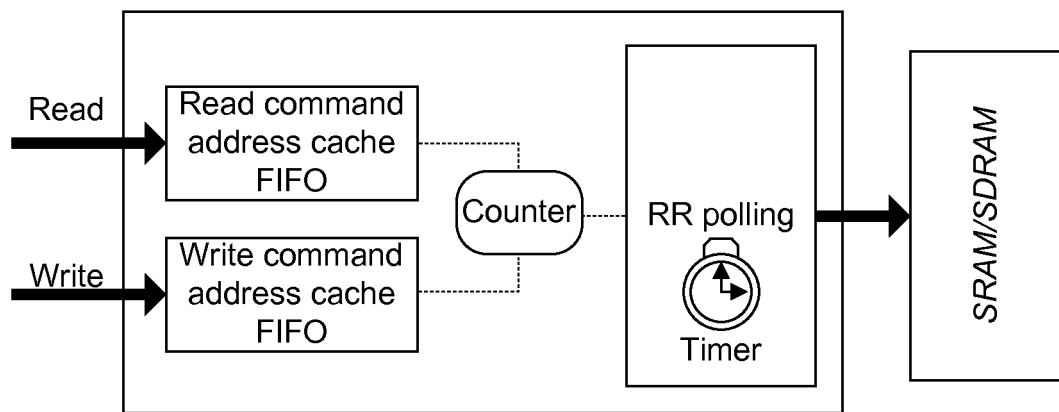 Read
Read command
address cache
FIFO
Write
Write command
address cache
FIFO
Counter
RR polling
Timer
SRAM/SDRAM